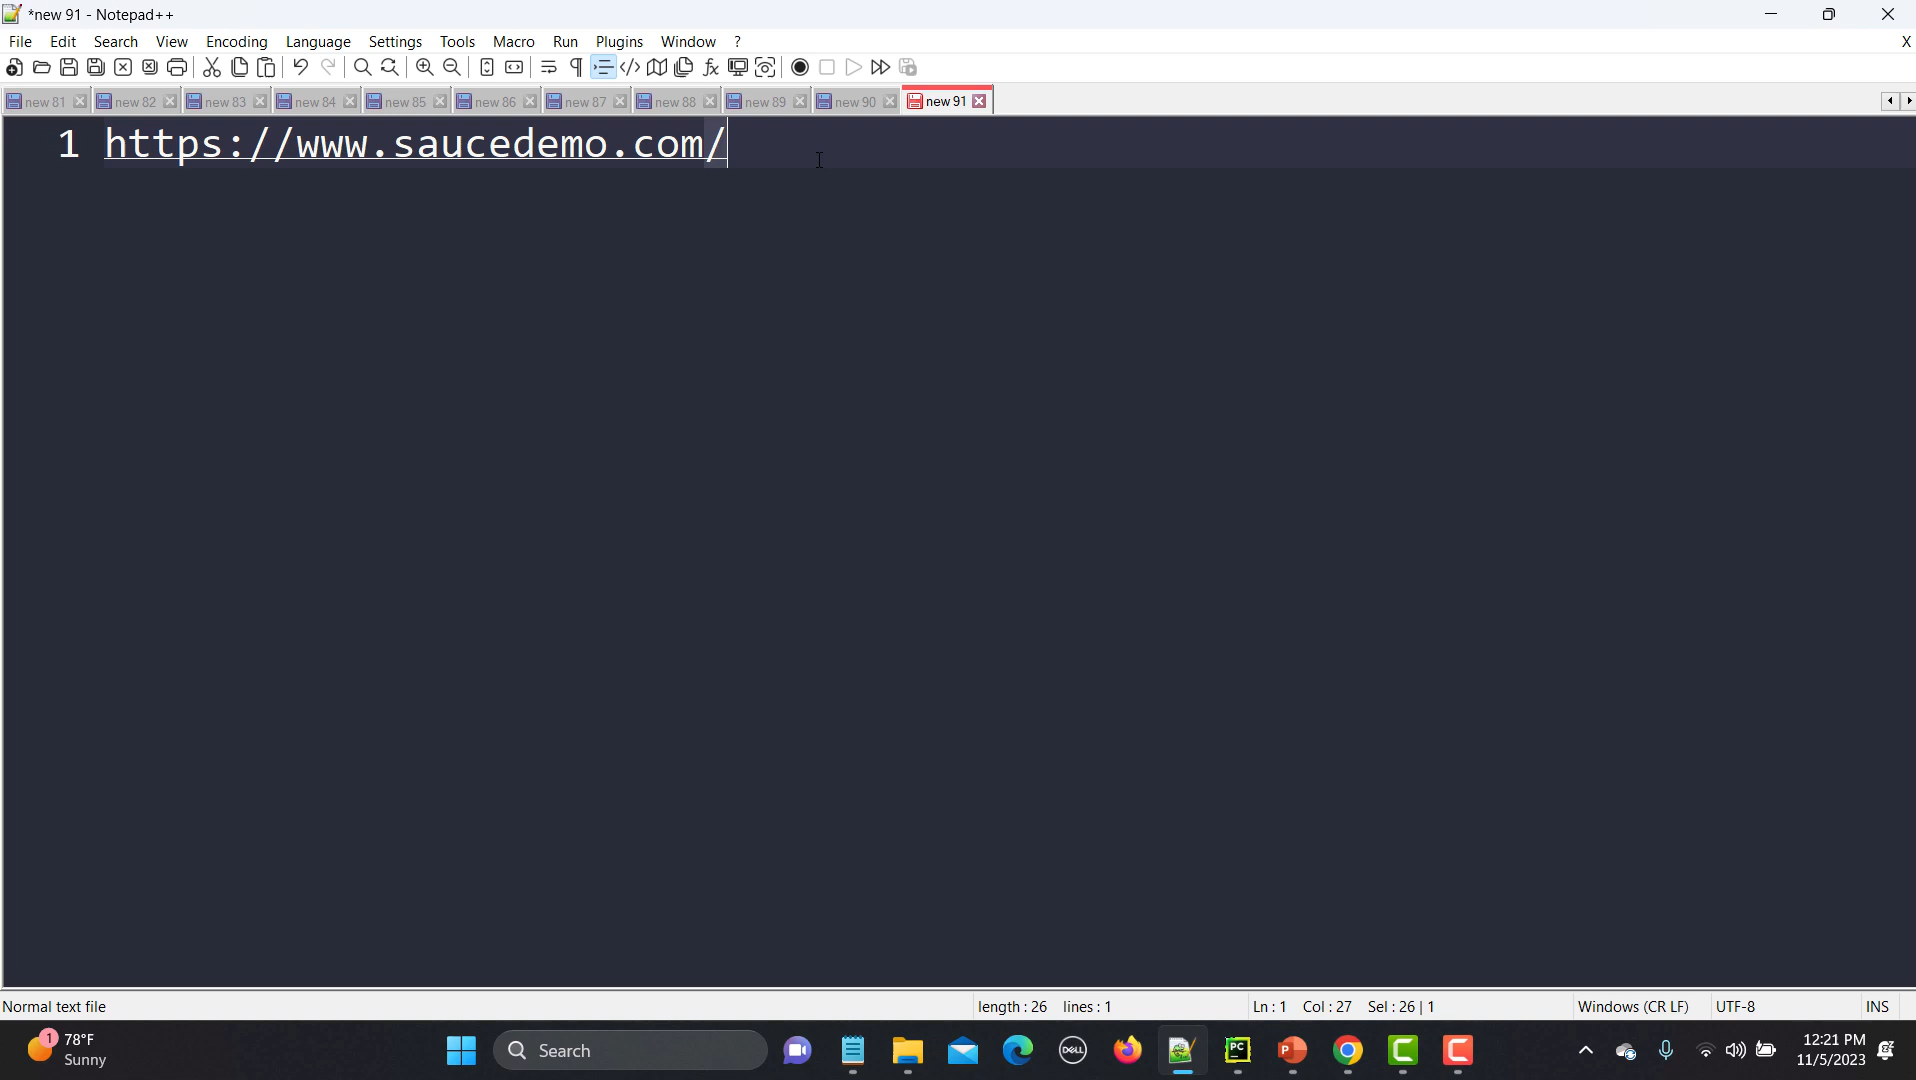 *new 91 - Notepad++
File Edit Search View Encoding Language Settings Tools Macro Run Plugins Window ? X
new 81 new 82 new 83 new 84 new 85 new 86 new 87 new 88 new 89 new 90 new 91
1 https://www.saucedemo.com/
Normal text file length : 26 lines : 1 Ln : 1 Col : 27 Sel : 26 | 1 Windows (CR LF) UTF-8 INS
1 78°F
Sunny
Search
DELL
PC
P
C
C
12:21 PM
11/5/2023